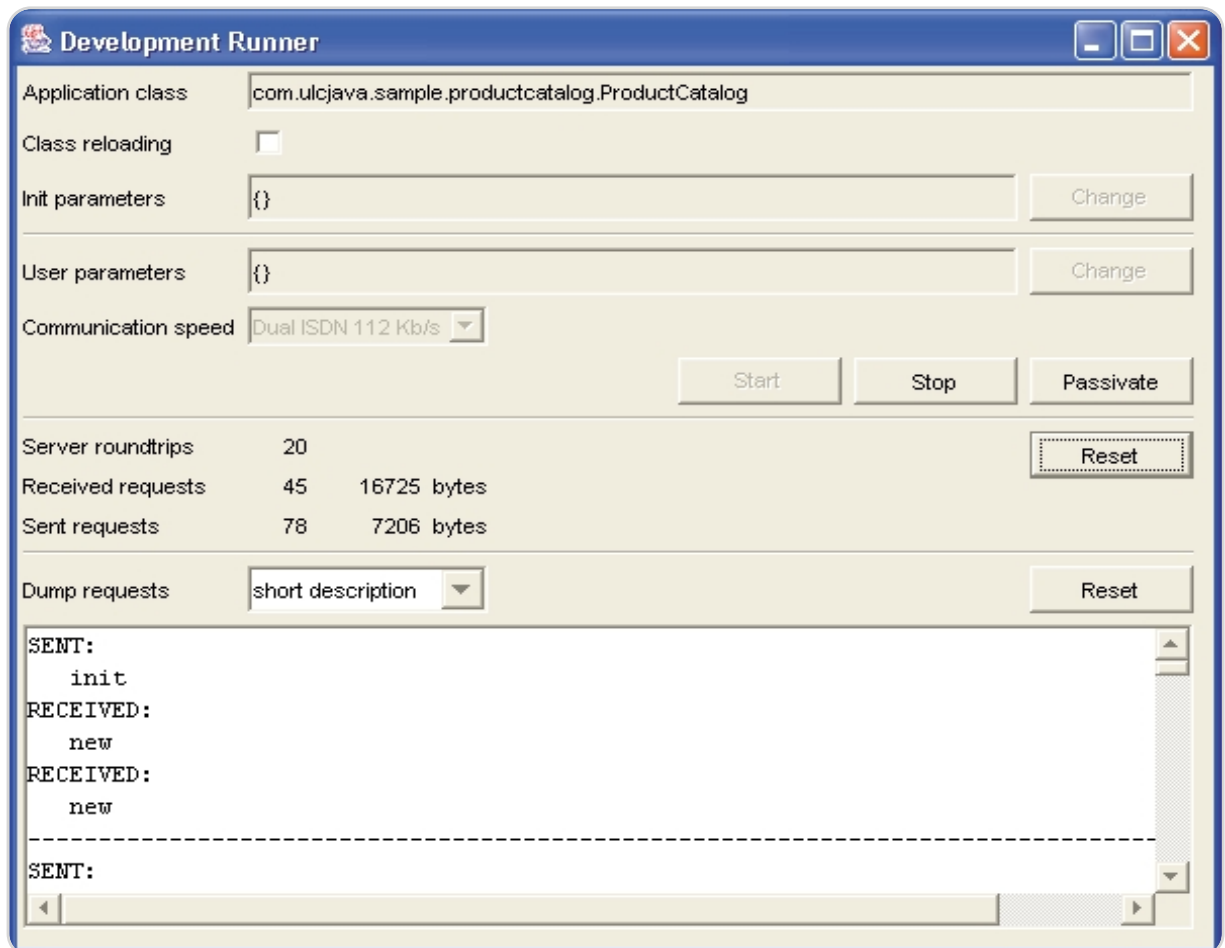 Development Runner
Application class com.ulcjava.sample.productcatalog.ProductCatalog
Class reloading
Init parameters {} Change
User parameters {} Change
Communication speed Dual ISDN 112 Kb/s
Start Stop Passivate
Server roundtrips 20 Reset
Received requests 45 16725 bytes
Sent requests 78 7206 bytes
Dump requests short description Reset
SENT:
init
RECEIVED:
new
RECEIVED:
new
--------------------------------------------------------------------------------
SENT: